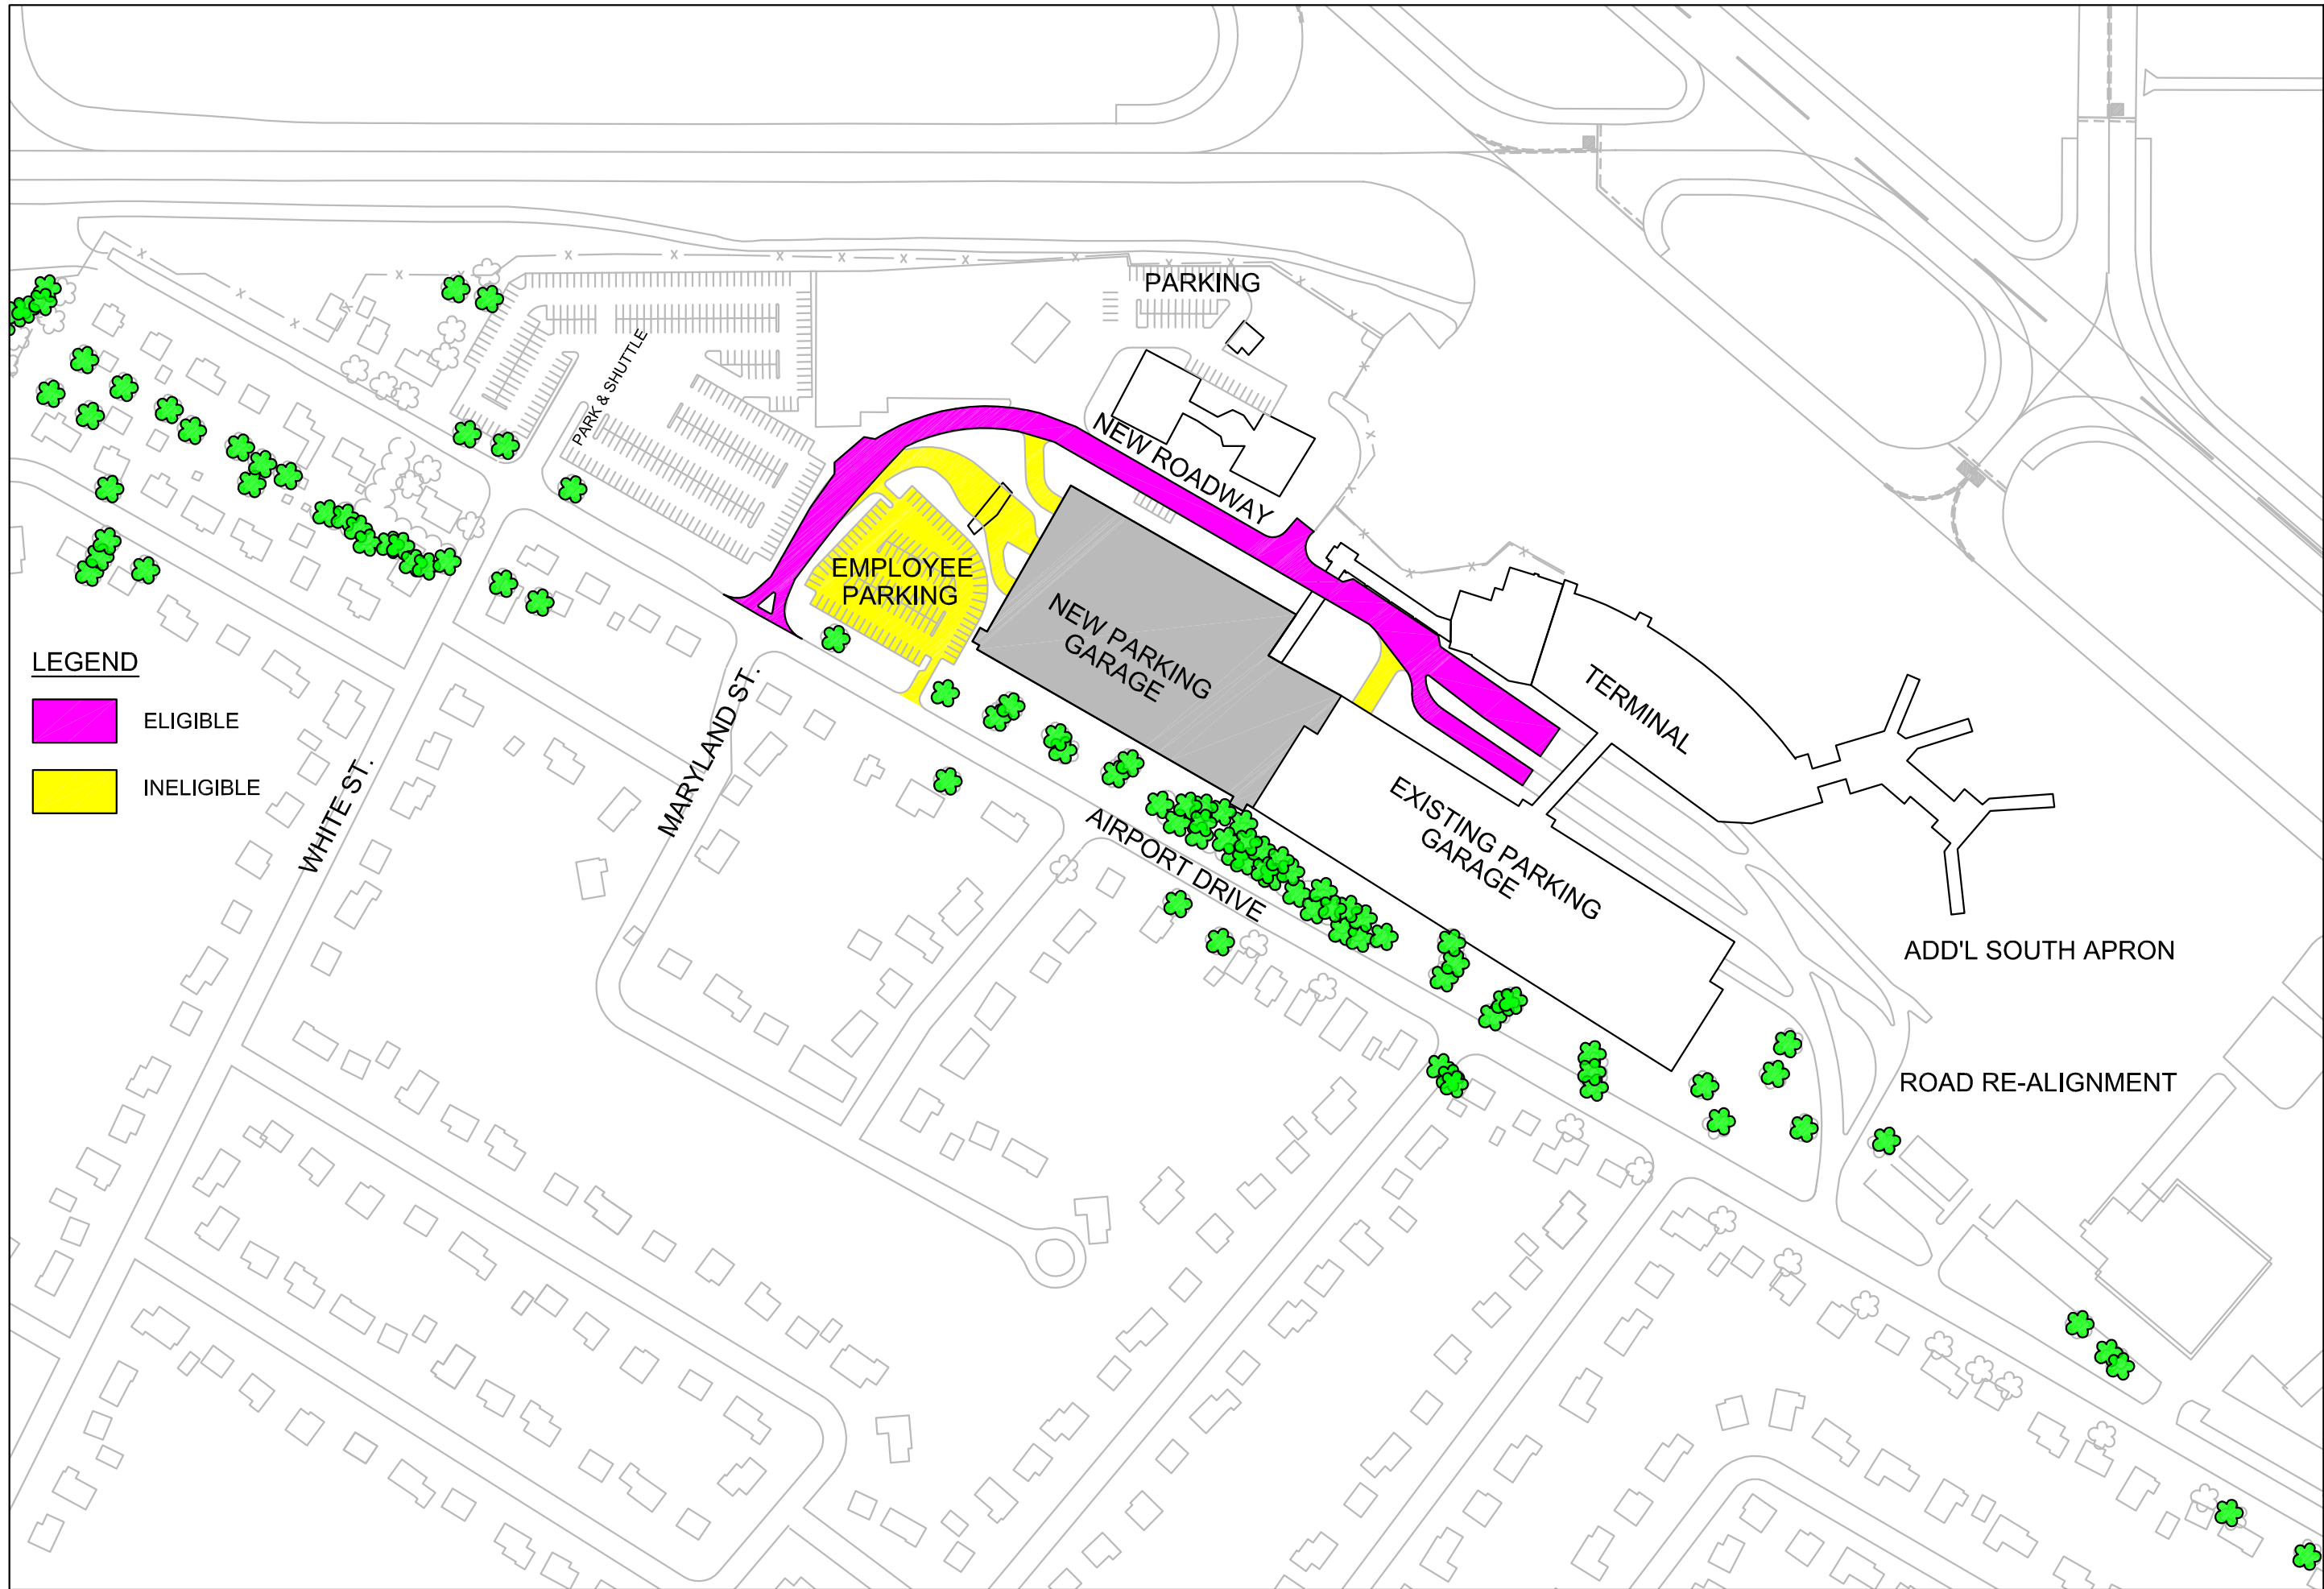 PARKING
PARK & SHUTTLE
NEW ROADWAY
EMPLOYEE
PARKING
NEW PARKING
GARAGE
LEGEND
ELIGIBLE
INELIGIBLE
TERMINAL
MARYLAND ST.
WHITE ST.
EXISTING PARKING
GARAGE
AIRPORT DRIVE
ADD'L SOUTH APRON
ROAD RE-ALIGNMENT